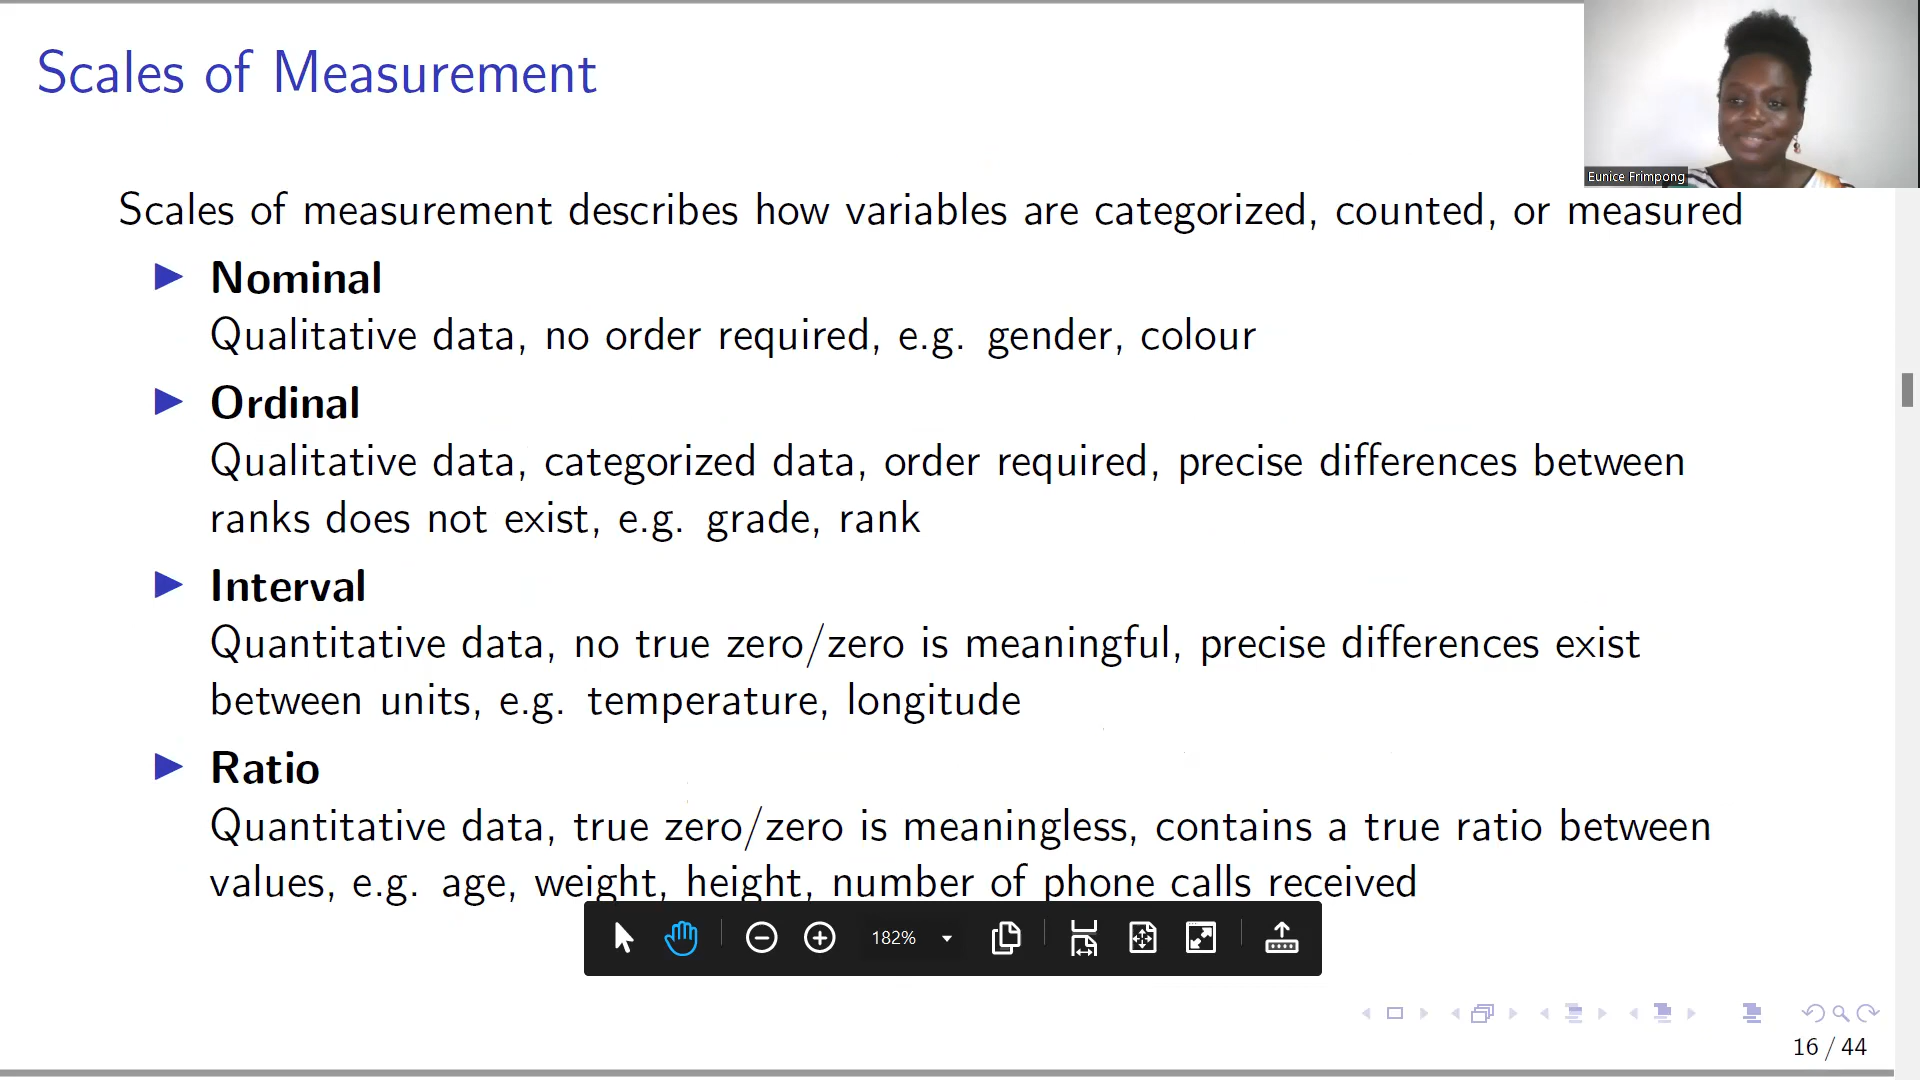 Scales of Measurement
Eunice Frimpong
Scales of measurement describes how variables are categorized, counted, or measured
Nominal
Qualitative data, no order required, e.g. gender, colour
Ordinal
Qualitative data, categorized data, order required, precise differences between
ranks does not exist, e.g. grade, rank
Interval
Quantitative data, no true zero/zero is meaningful, precise differences exist
between units, e.g. temperature, longitude
Ratio
Quantitative data, true zero/zero is meaningless, contains a true ratio between
values, e.g. age, weight, height, number of phone calls received
182%
16 / 44